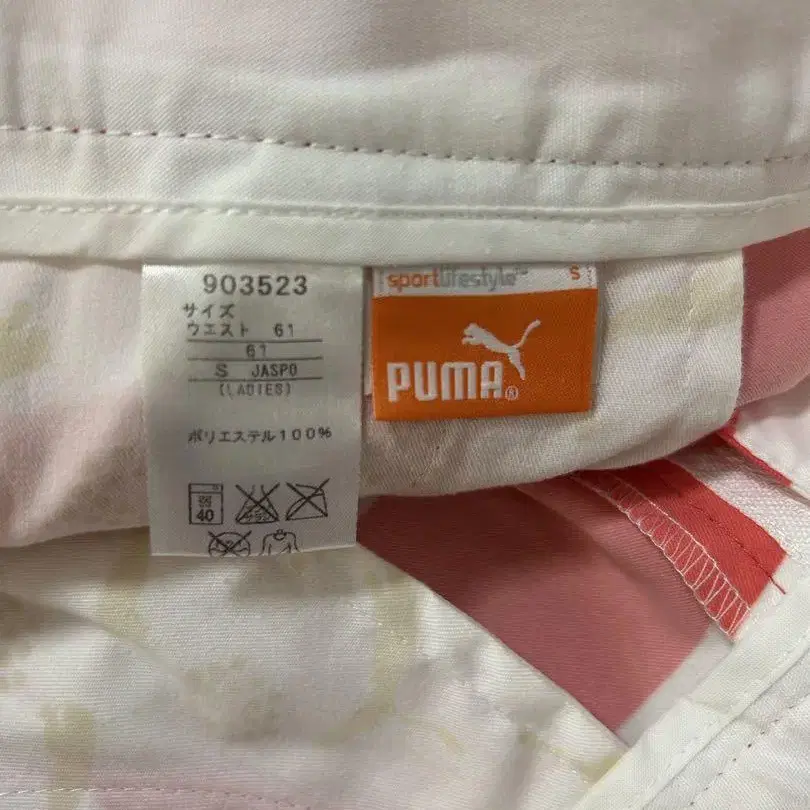 903523
サイズ
ウエスト 61
61
S JASPO
(LADIES)
ポリエステル100%
40
sportlifestyle™ S
PUMA®